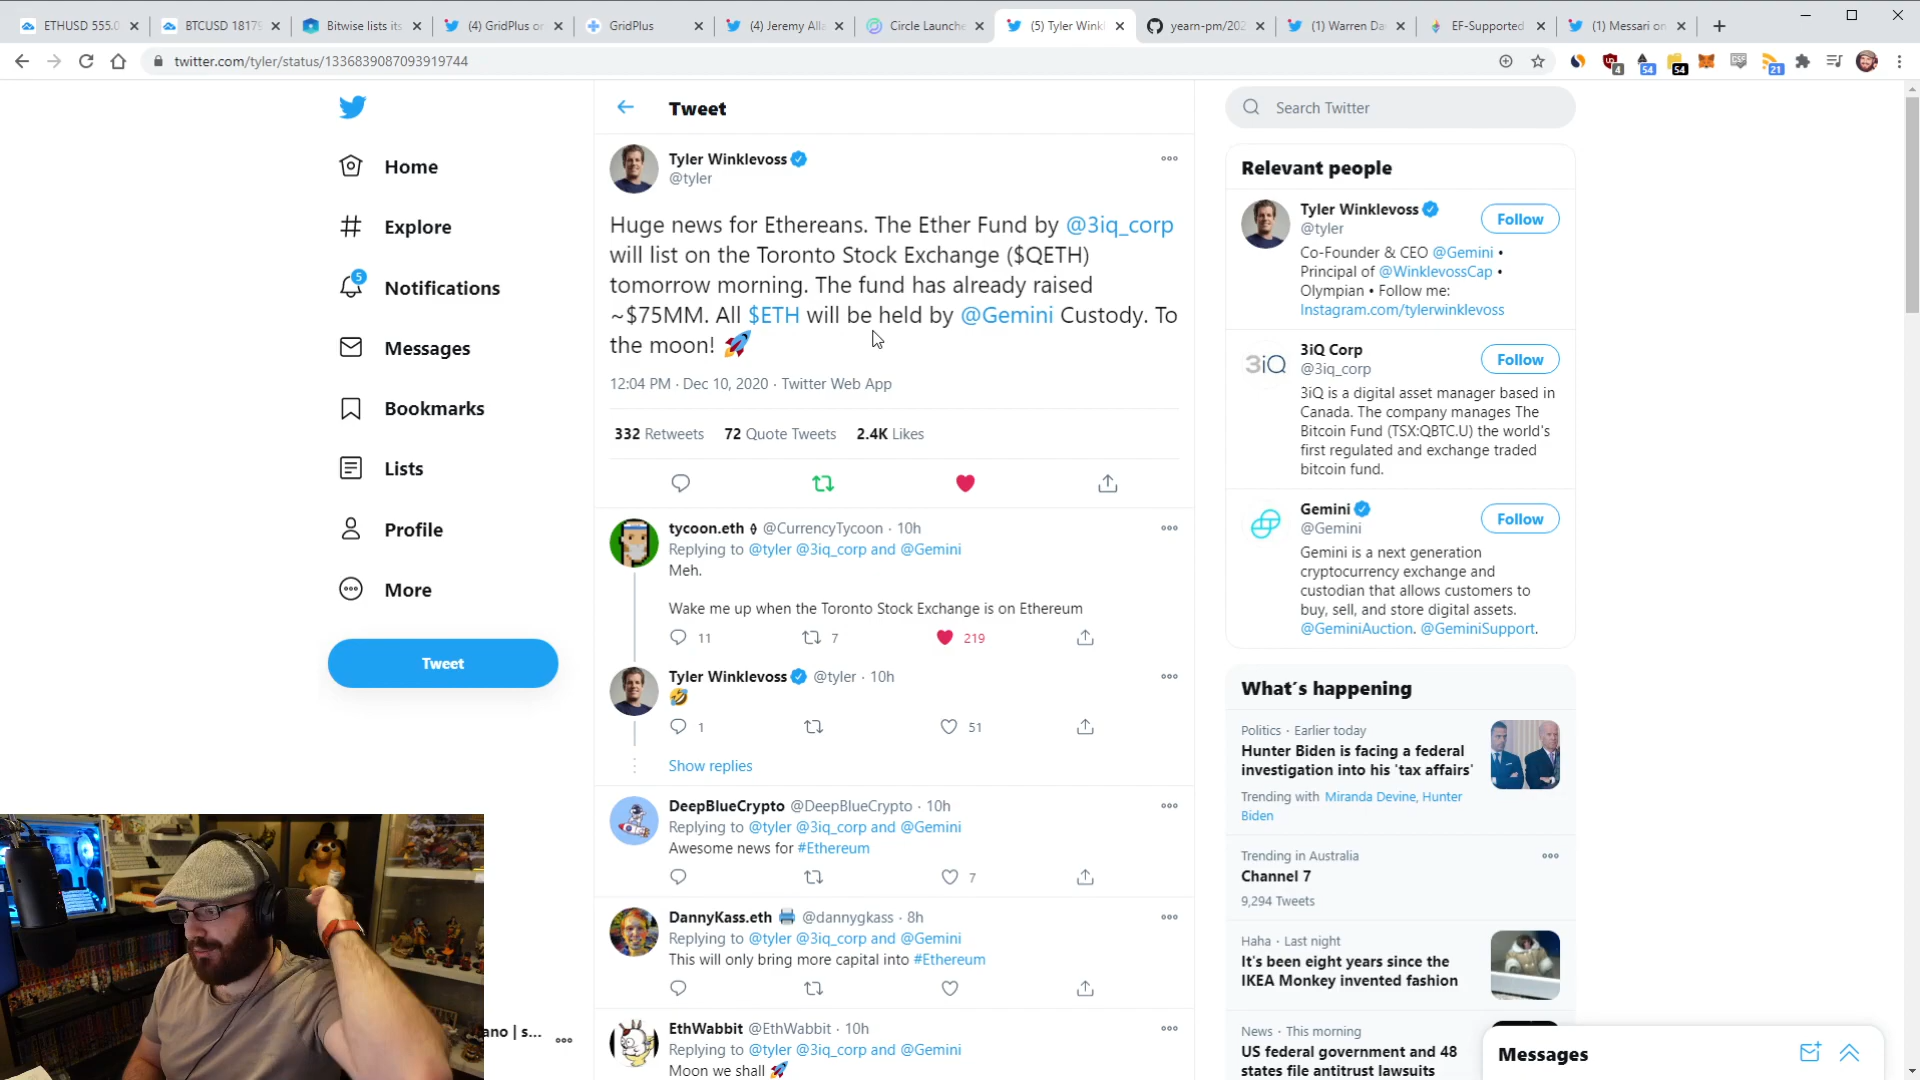 ETHUSD 555.0
BTCUSD 18179
Bitwise lists its
(4) GridPlus on
GridPlus
(4) Jeremy Alla
Circle Launche
(5) Tyler Winkl
yearn-pm/202
(1) Warren Da
EF-Supported
(1) Messari on
twitter.com/tyler/status/1336839087093919744
4
54
54
21
Home
Explore
5
Notifications
Messages
Bookmarks
Lists
Profile
More
Tweet
Tweet
Tyler Winklevoss
@tyler
Huge news for Ethereans. The Ether Fund by @3iq_corp
will list on the Toronto Stock Exchange ($QETH)
tomorrow morning. The fund has already raised
~$75MM. All $ETH will be held by @Gemini Custody. To
the moon! 🚀
12:04 PM · Dec 10, 2020 · Twitter Web App
332 Retweets 72 Quote Tweets 2.4K Likes
tycoon.eth @CurrencyTycoon · 10h
Replying to @tyler @3iq_corp and @Gemini
Meh.
Wake me up when the Toronto Stock Exchange is on Ethereum
11 7 219
Tyler Winklevoss @tyler · 10h
🤣
1 51
Show replies
DeepBlueCrypto @DeepBlueCrypto · 10h
Replying to @tyler @3iq_corp and @Gemini
Awesome news for #Ethereum
7
DannyKass.eth @dannygkass · 8h
Replying to @tyler @3iq_corp and @Gemini
This will only bring more capital into #Ethereum
EthWabbit @EthWabbit · 10h
Replying to @tyler @3iq_corp and @Gemini
Moon we shall 🚀
Search Twitter
Relevant people
Tyler Winklevoss
@tyler
Follow
Co-Founder & CEO @Gemini •
Principal of @WinklevossCap •
Olympian • Follow me:
Instagram.com/tylerwinklevoss
3iQ
3iQ Corp
@3iq_corp
Follow
3iQ is a digital asset manager based in
Canada. The company manages The
Bitcoin Fund (TSX:QBTC.U) the world's
first regulated and exchange traded
bitcoin fund.
Gemini
@Gemini
Follow
Gemini is a next generation
cryptocurrency exchange and
custodian that allows customers to
buy, sell, and store digital assets.
@GeminiAuction. @GeminiSupport.
What's happening
Politics · Earlier today
Hunter Biden is facing a federal
investigation into his 'tax affairs'
Trending with Miranda Devine, Hunter
Biden
Trending in Australia
Channel 7
9,294 Tweets
Haha · Last night
It's been eight years since the
IKEA Monkey invented fashion
News · This morning
US federal government and 48
states file antitrust lawsuits
Messages
ano | s...